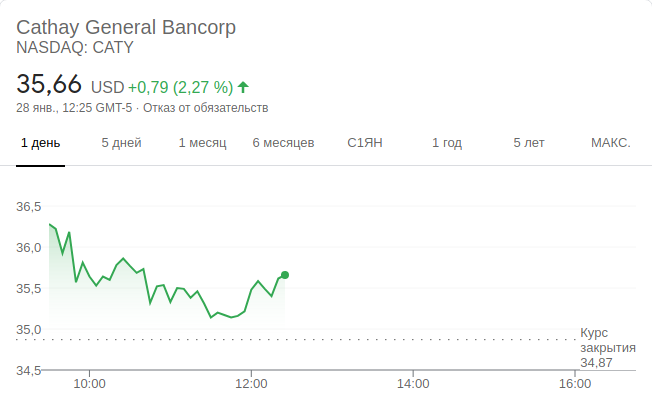 Cathay General Bancorp
NASDAQ: CATY
35,66 USD +0,79 (2,27 %)
28 янв., 12:25 GMT-5 · Отказ от обязательств
1 день 5 дней 1 месяц 6 месяцев С1ЯН 1 год 5 лет МАКС.
36,5
36,0
35,5
35,0
Курс
закрытия
34,87
34,5
10:00 12:00 14:00 16:00